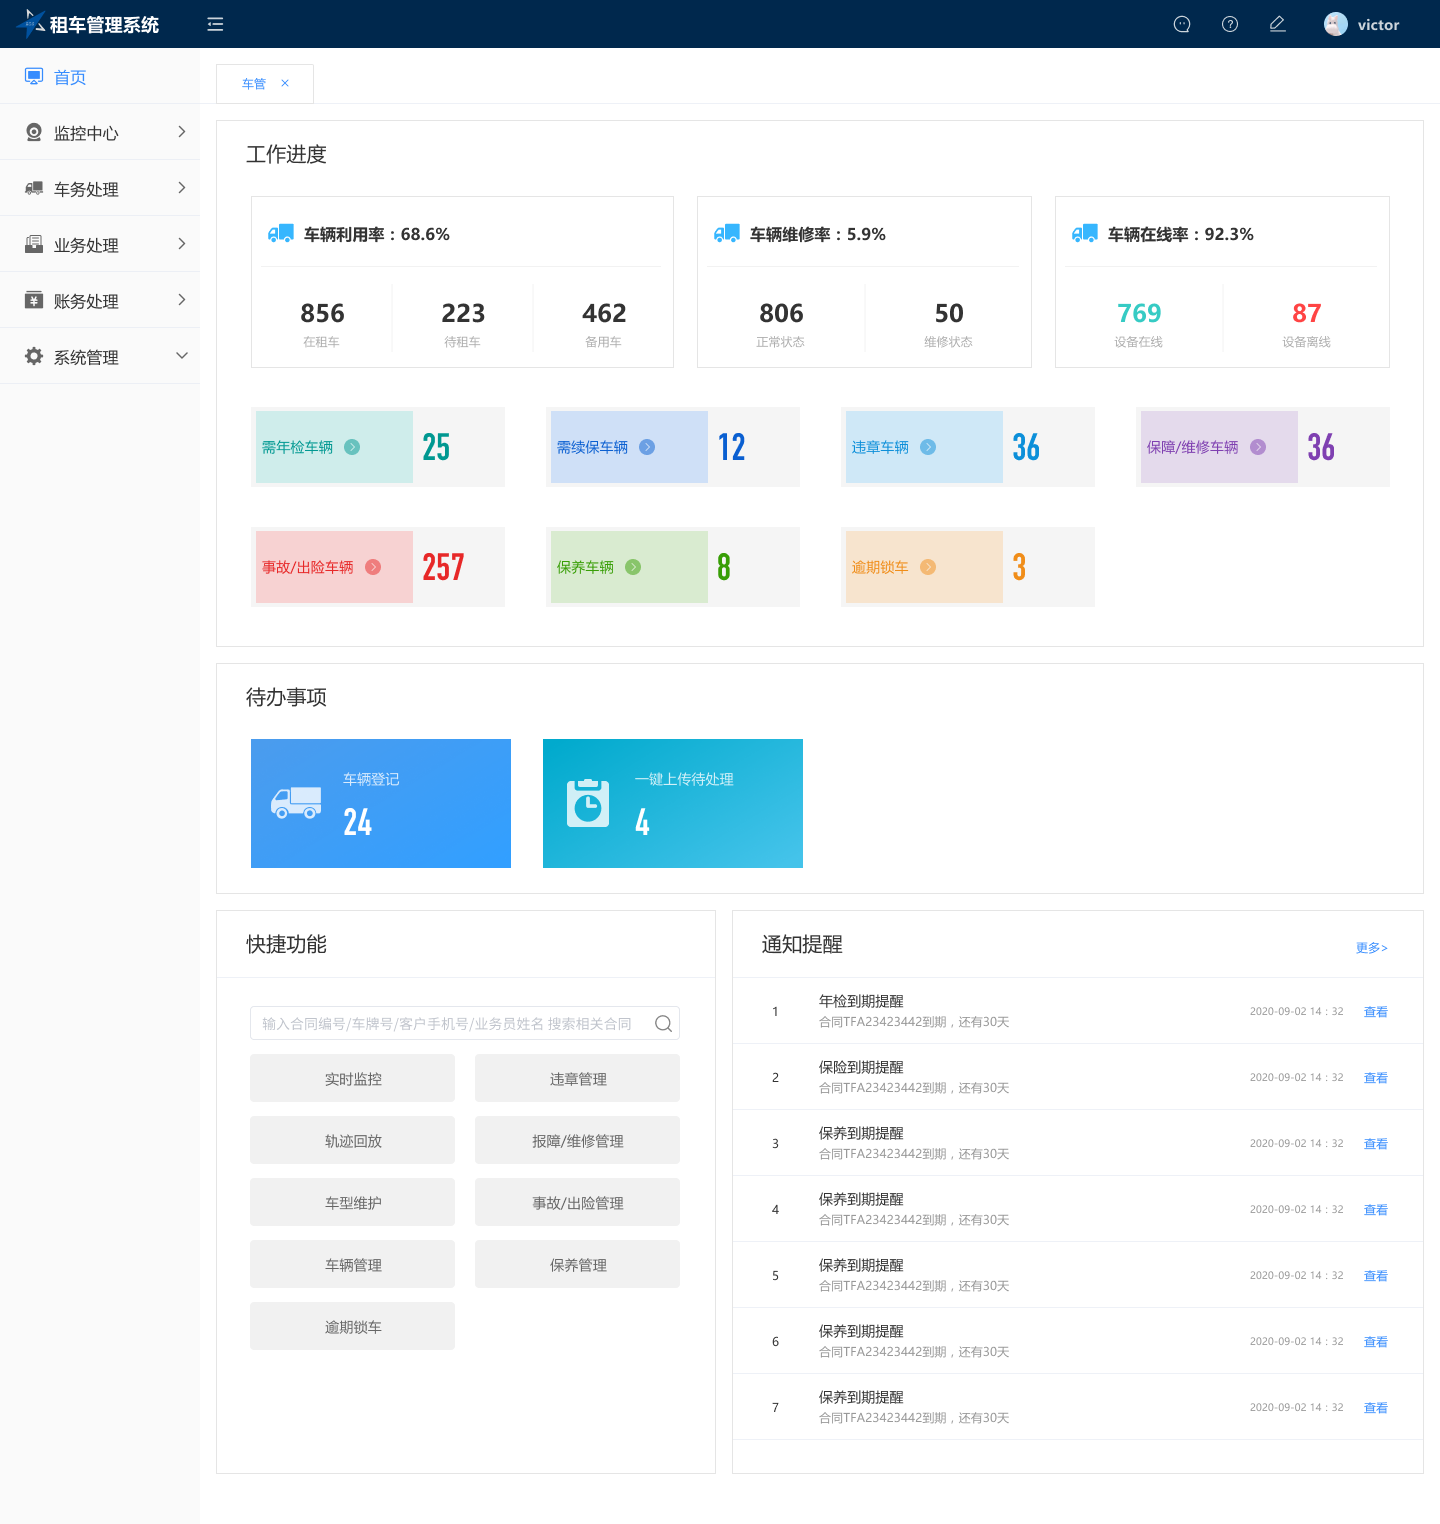 租车管理系统
victor
首页
监控中心
车务处理
业务处理
账务处理
系统管理
车管 ×
工作进度
车辆利用率：68.6%
856 223 462
在租车 待租车 备用车
车辆维修率：5.9%
806 50
正常状态 维修状态
车辆在线率：92.3%
769 87
设备在线 设备离线
需年检车辆 25
需续保车辆 12
违章车辆 36
保障/维修车辆 36
事故/出险车辆 257
保养车辆 8
逾期锁车 3
待办事项
车辆登记
24
一键上传待处理
4
快捷功能
输入合同编号/车牌号/客户手机号/业务员姓名 搜索相关合同
实时监控 违章管理
轨迹回放 报障/维修管理
车型维护 事故/出险管理
车辆管理 保养管理
逾期锁车
通知提醒 更多>
1 年检到期提醒 2020-09-02 14：32 查看
合同TFA23423442到期，还有30天
2 保险到期提醒 2020-09-02 14：32 查看
合同TFA23423442到期，还有30天
3 保养到期提醒 2020-09-02 14：32 查看
合同TFA23423442到期，还有30天
4 保养到期提醒 2020-09-02 14：32 查看
合同TFA23423442到期，还有30天
5 保养到期提醒 2020-09-02 14：32 查看
合同TFA23423442到期，还有30天
6 保养到期提醒 2020-09-02 14：32 查看
合同TFA23423442到期，还有30天
7 保养到期提醒 2020-09-02 14：32 查看
合同TFA23423442到期，还有30天